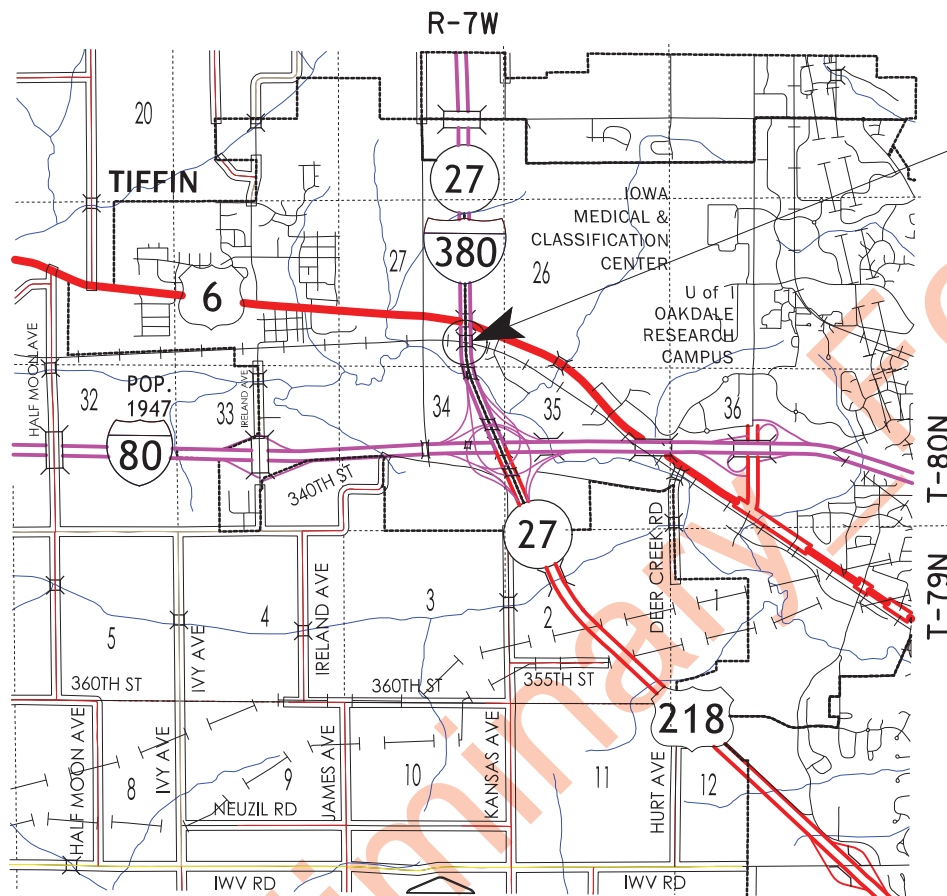 R-7W
20
TIFFIN
27
IOWA
MEDICAL &
CLASSIFICATION
CENTER
380
27
26
6
U of I
OAKDALE
RESEARCH
CAMPUS
HALF MOON AVE
32
POP.
1947
33
IRELAND AVE
34
35
36
80
340TH ST
T-80N
27
T-79N
DEER CREEK RD
5
4
3
2
1
IVY AVE
IRELAND AVE
360TH ST
360TH ST
355TH ST
218
HALF MOON AVE
8
IVY AVE
9
JAMES AVE
10
KANSAS AVE
11
HURT AVE
12
NEUZIL RD
IWV RD
IWV RD